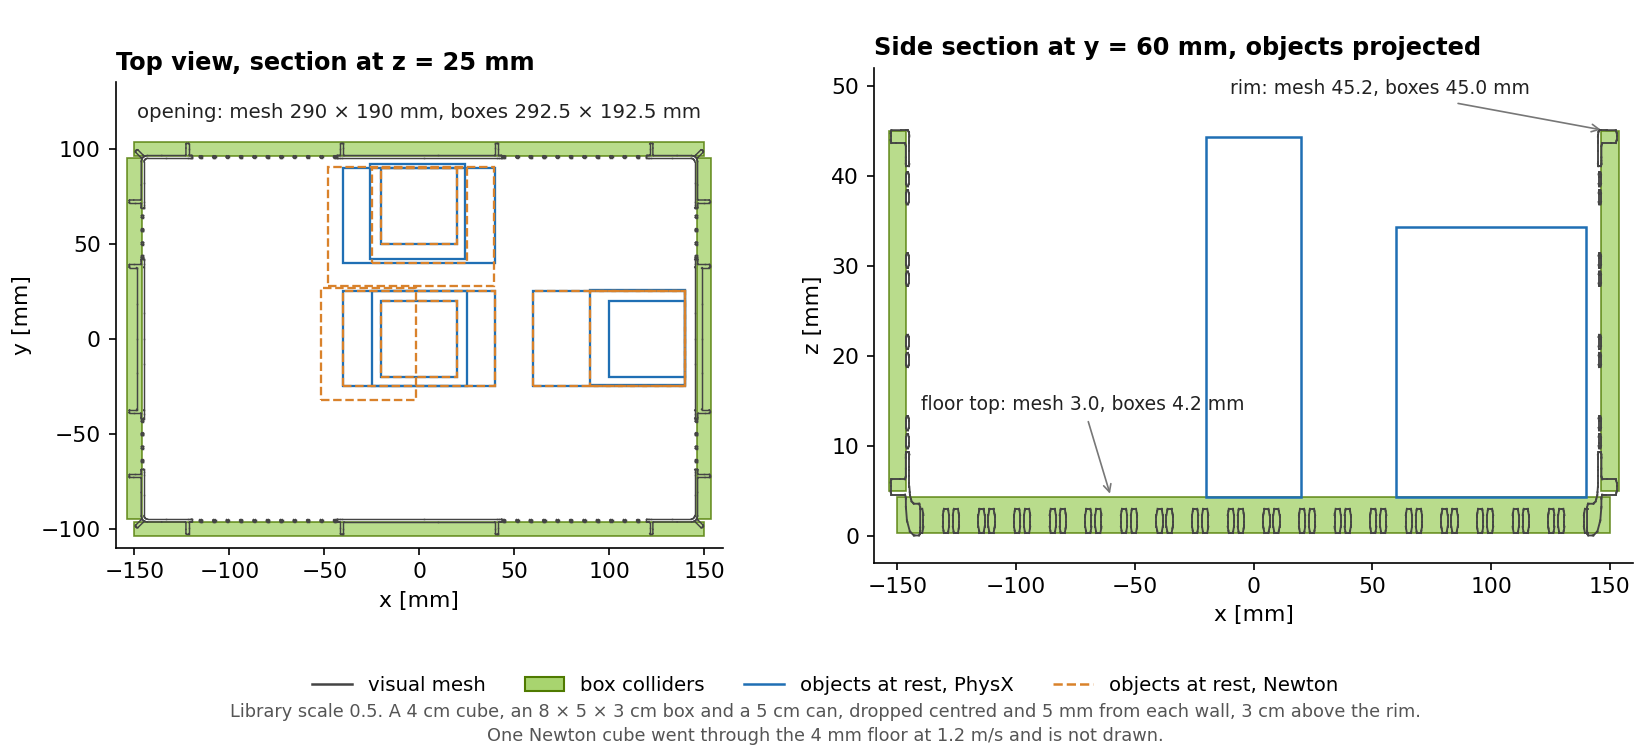 Top view, section at z = 25 mm
opening: mesh 290 × 190 mm, boxes 292.5 × 192.5 mm
100
50
0
−50
−100
y [mm]
−150
−100
−50
0
50
100
150
x [mm]
Side section at y = 60 mm, objects projected
rim: mesh 45.2, boxes 45.0 mm
floor top: mesh 3.0, boxes 4.2 mm
50
40
30
20
10
0
z [mm]
−150
−100
−50
0
50
100
150
x [mm]
visual mesh
box colliders
objects at rest, PhysX
objects at rest, Newton
Library scale 0.5. A 4 cm cube, an 8 × 5 × 3 cm box and a 5 cm can, dropped centred and 5 mm from each wall, 3 cm above the rim.
One Newton cube went through the 4 mm floor at 1.2 m/s and is not drawn.